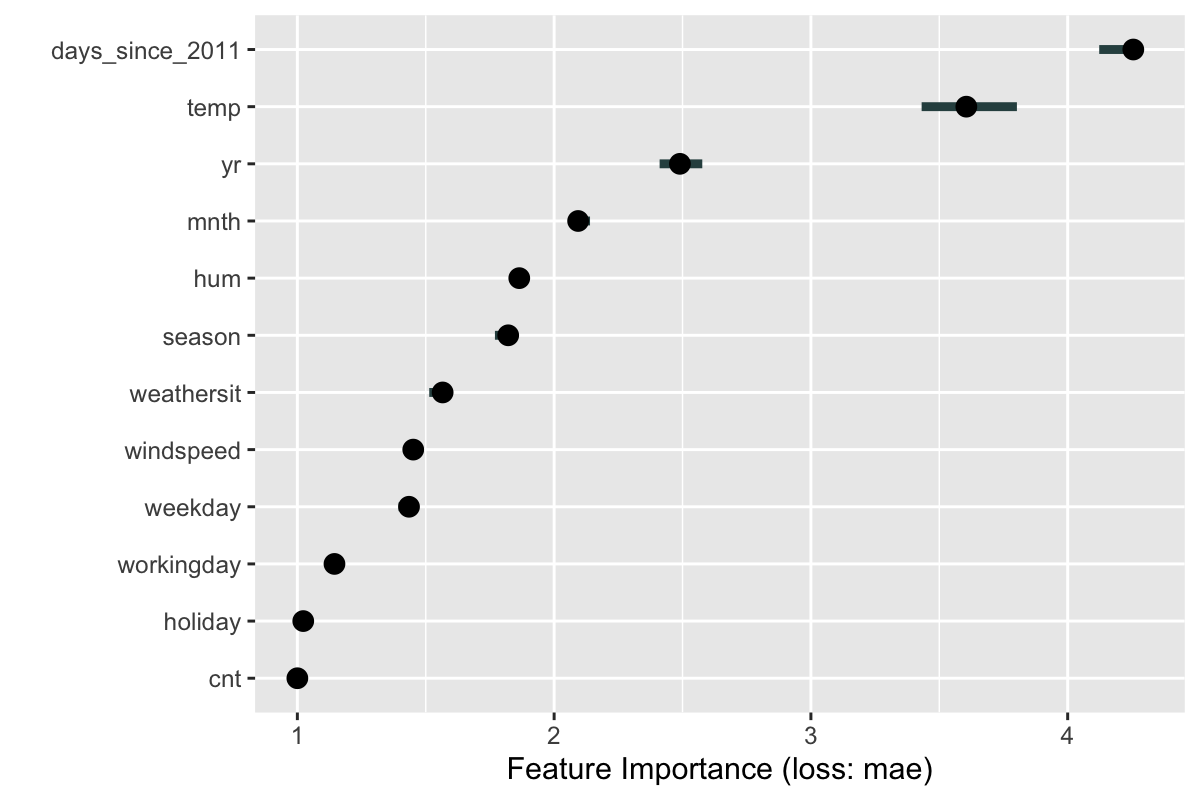 days_since_2011
temp
yr
mnth
hum
season
weathersit
windspeed
weekday
workingday
holiday
cnt
1 2 3 4
Feature Importance (loss: mae)